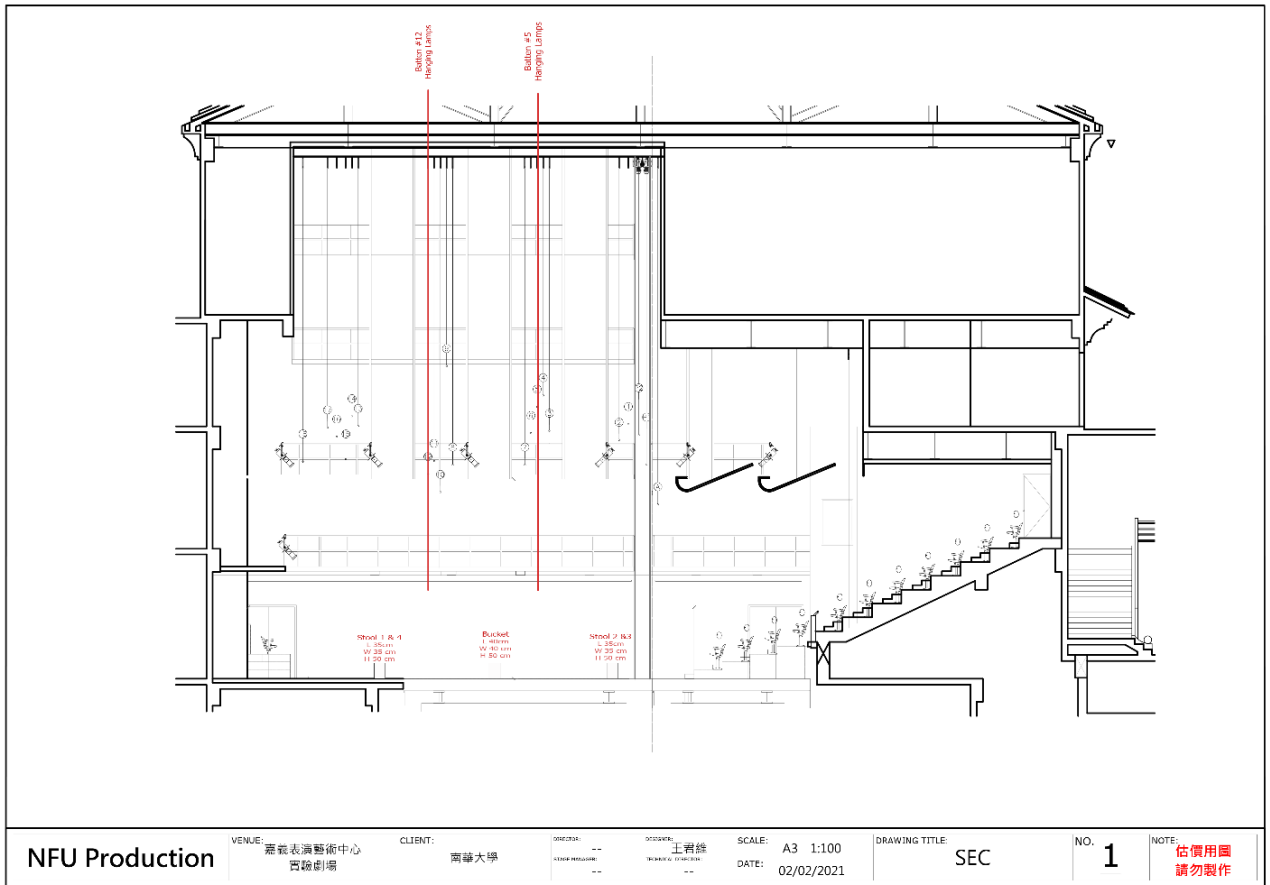 Batten #12
Hanging Lamps
Batten #5
Hanging Lamps
Stool 1 & 4
L 35cm
W 35 cm
H 50 cm
Bucket
L 40cm
W 40 cm
H 50 cm
Stool 2 &3
L 35cm
W 35 cm
H 50 cm
NFU Production
VENUE:
嘉義表演藝術中心
實驗劇場
CLIENT:
南華大學
DIRECTOR:
--
STAGE MANAGER:
--
DESIGNER:
王君維
TECHNICAL DIRECTOR:
--
SCALE: A3 1:100
DATE: 02/02/2021
DRAWING TITLE:
SEC
NO. 1
NOTE:
估價用圖
請勿製作